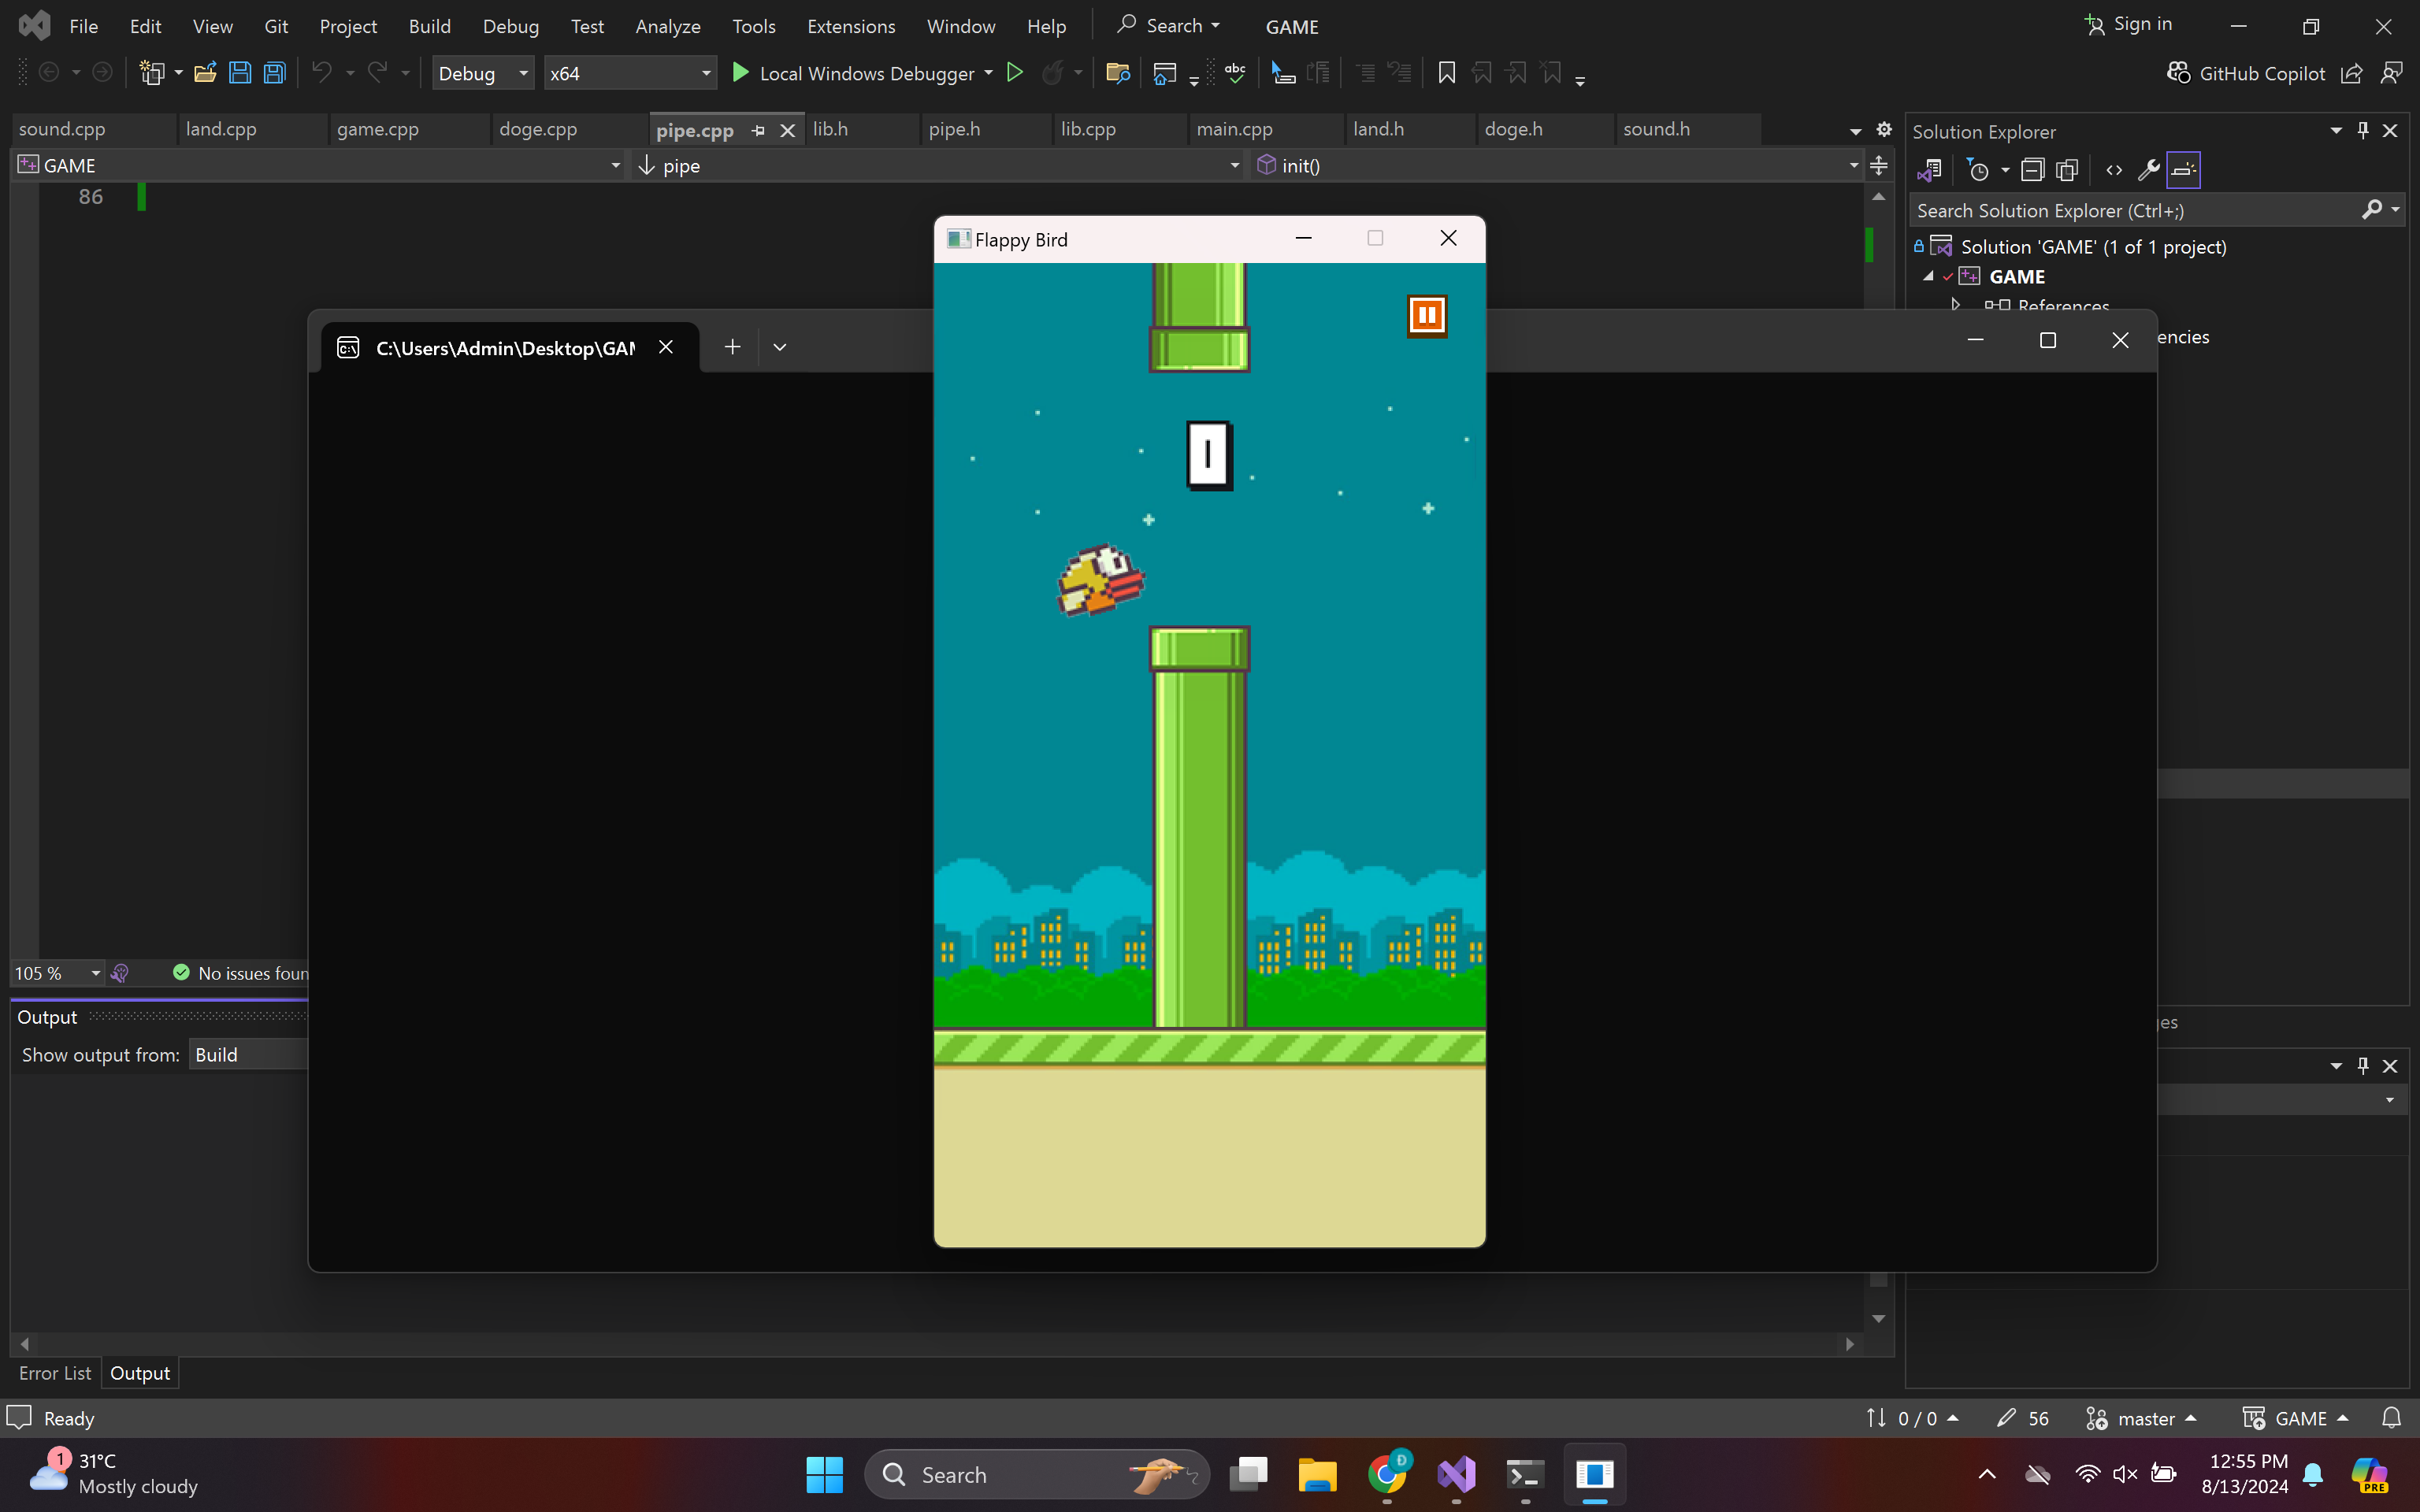 File Edit View Git Project Build Debug Test Analyze Tools Extensions Window Help Search GAME Sign in
Debug x64 Local Windows Debugger abc GitHub Copilot
sound.cpp land.cpp game.cpp doge.cpp pipe.cpp lib.h pipe.h lib.cpp main.cpp land.h doge.h sound.h
Solution Explorer
GAME pipe init()
86
Search Solution Explorer (Ctrl+;)
Flappy Bird
Solution 'GAME' (1 of 1 project)
GAME
References
encies
C:\Users\Admin\Desktop\GAM
105 % No issues foun
Output
Show output from: Build
ges
Error List Output
Ready 0 / 0 56 master GAME
1 31°C
Mostly cloudy
Search
Đ
12:55 PM
8/13/2024
PRE